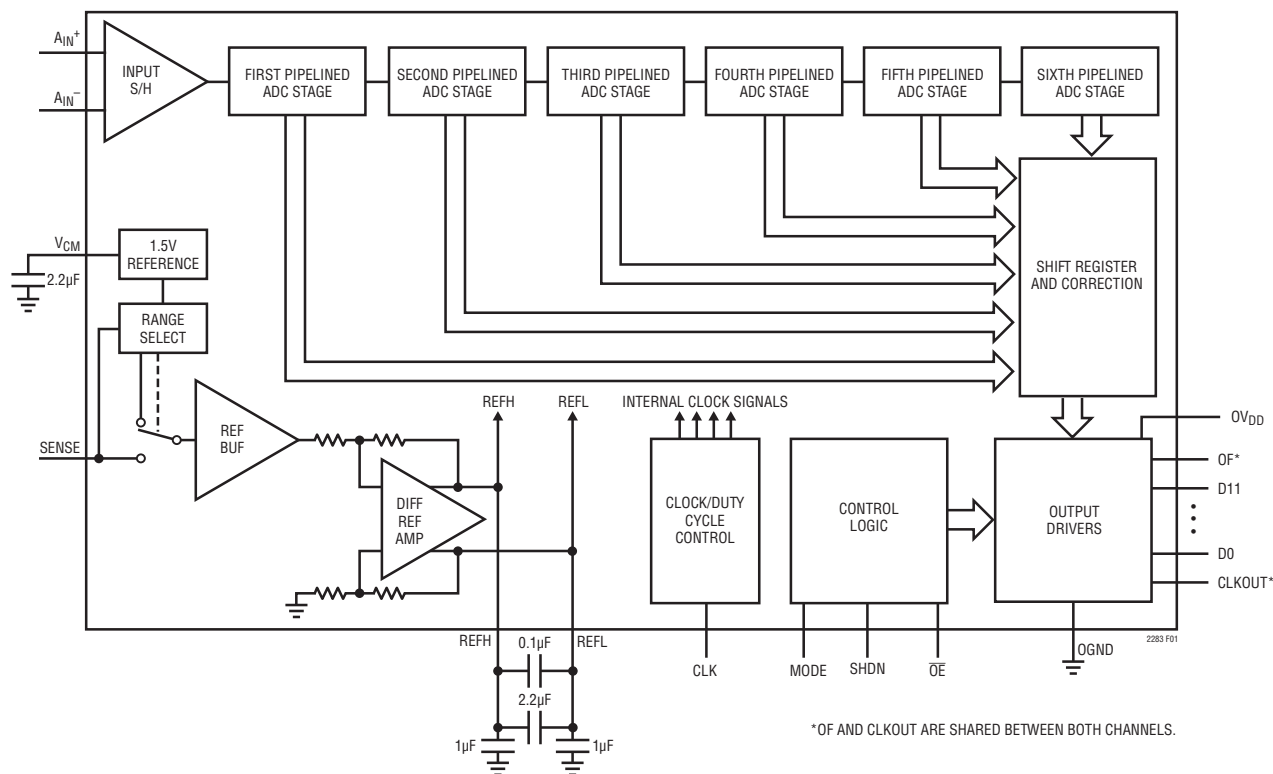 AIN+
AIN–
INPUT
S/H
FIRST PIPELINED
ADC STAGE
SECOND PIPELINED
ADC STAGE
THIRD PIPELINED
ADC STAGE
FOURTH PIPELINED
ADC STAGE
FIFTH PIPELINED
ADC STAGE
SIXTH PIPELINED
ADC STAGE
SHIFT REGISTER
AND CORRECTION
VCM
2.2µF
1.5V
REFERENCE
RANGE
SELECT
SENSE
REF
BUF
DIFF
REF
AMP
REFH
REFL
INTERNAL CLOCK SIGNALS
CLOCK/DUTY
CYCLE
CONTROL
CONTROL
LOGIC
OUTPUT
DRIVERS
OVDD
OF*
D11
D0
CLKOUT*
2283 F01
OGND
REFH
0.1µF
REFL
2.2µF
1µF
1µF
CLK
MODE
SHDN
O̅E̅
*OF AND CLKOUT ARE SHARED BETWEEN BOTH CHANNELS.